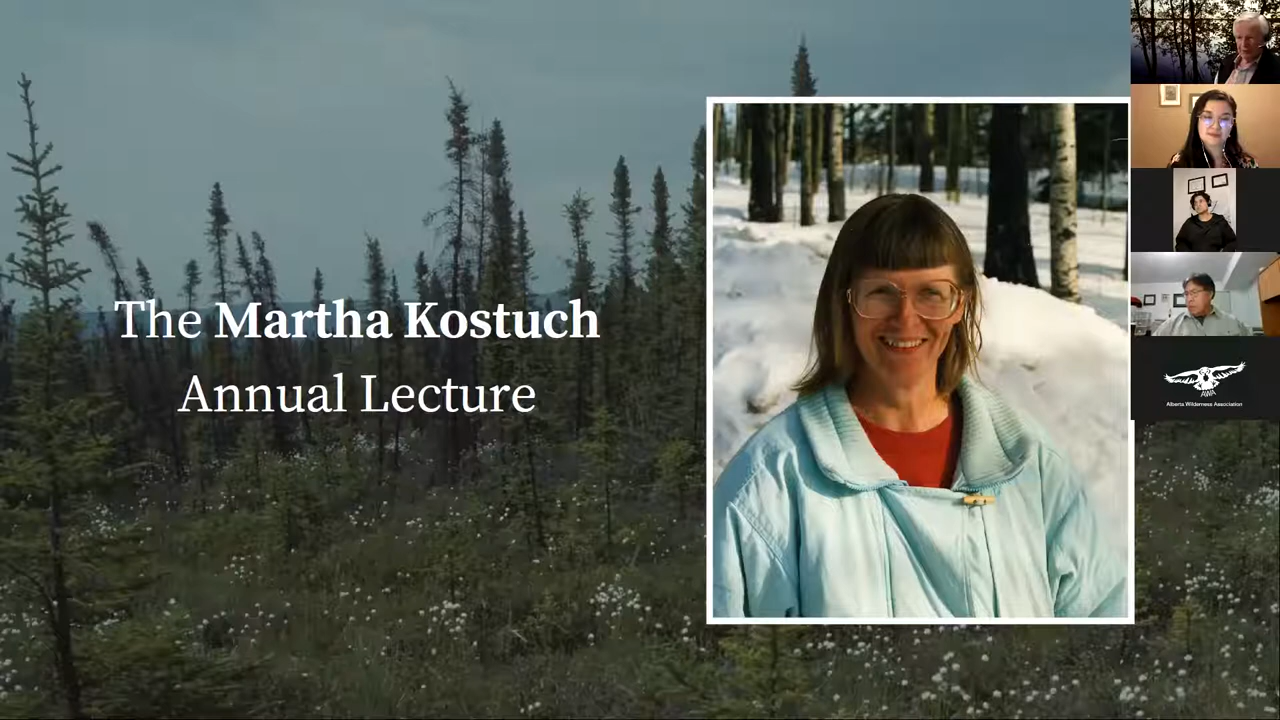 The Martha Kostuch
Annual Lecture
AWA
Alberta Wilderness Association